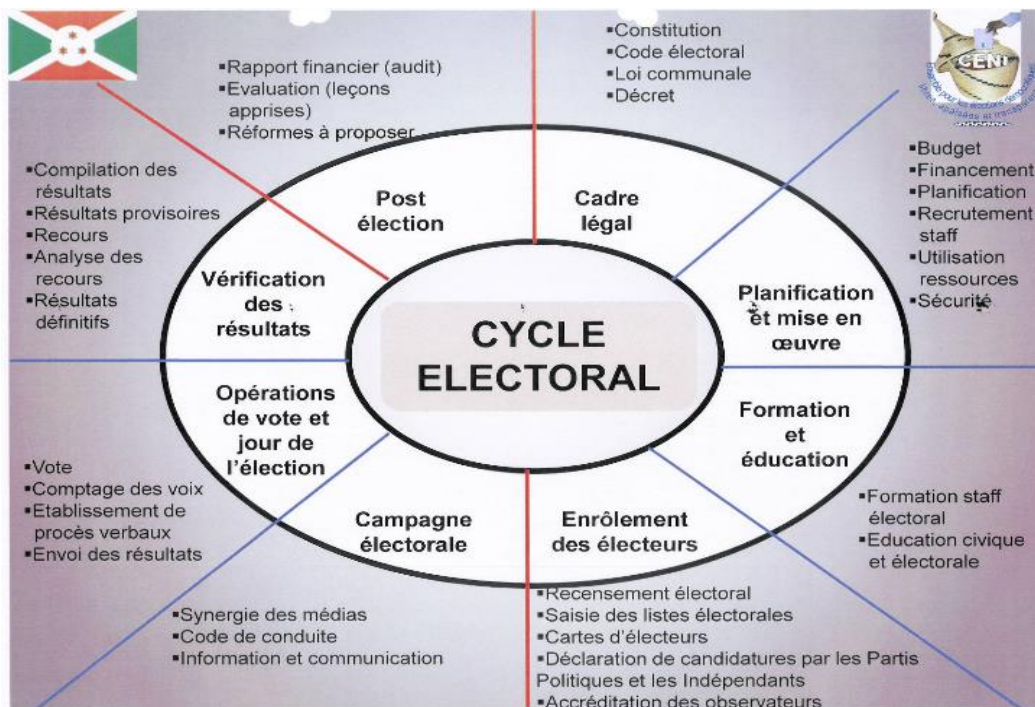 ▪Constitution
▪Code électoral
▪Loi communale
▪Décret
CENI
▪Rapport financier (audit)
▪Evaluation (leçons
apprises)
▪Réformes à proposer
▪Budget
▪Financement
▪Planification
▪Recrutement
staff
▪Utilisation
ressources
▪Sécurité
▪Compilation des
résultats
▪Résultats provisoires
▪Recours
▪Analyse des
recours
▪Résultats
définitifs
Post
élection
Cadre
légal
Vérification
des
résultats
Planification
et mise en
œuvre
CYCLE
ELECTORAL
Opérations
de vote et
jour de
l'élection
Formation
et
éducation
Campagne
électorale
Enrôlement
des électeurs
▪Vote
▪Comptage des voix
▪Etablissement de
procès verbaux
▪Envoi des résultats
▪Formation staff
électoral
▪Education civique
et électorale
▪Synergie des médias
▪Code de conduite
▪Information et communication
▪Recensement électoral
▪Saisie des listes électorales
▪Cartes d'électeurs
▪Déclaration de candidatures par les Partis
Politiques et les Indépendants
▪Accréditation des observateurs